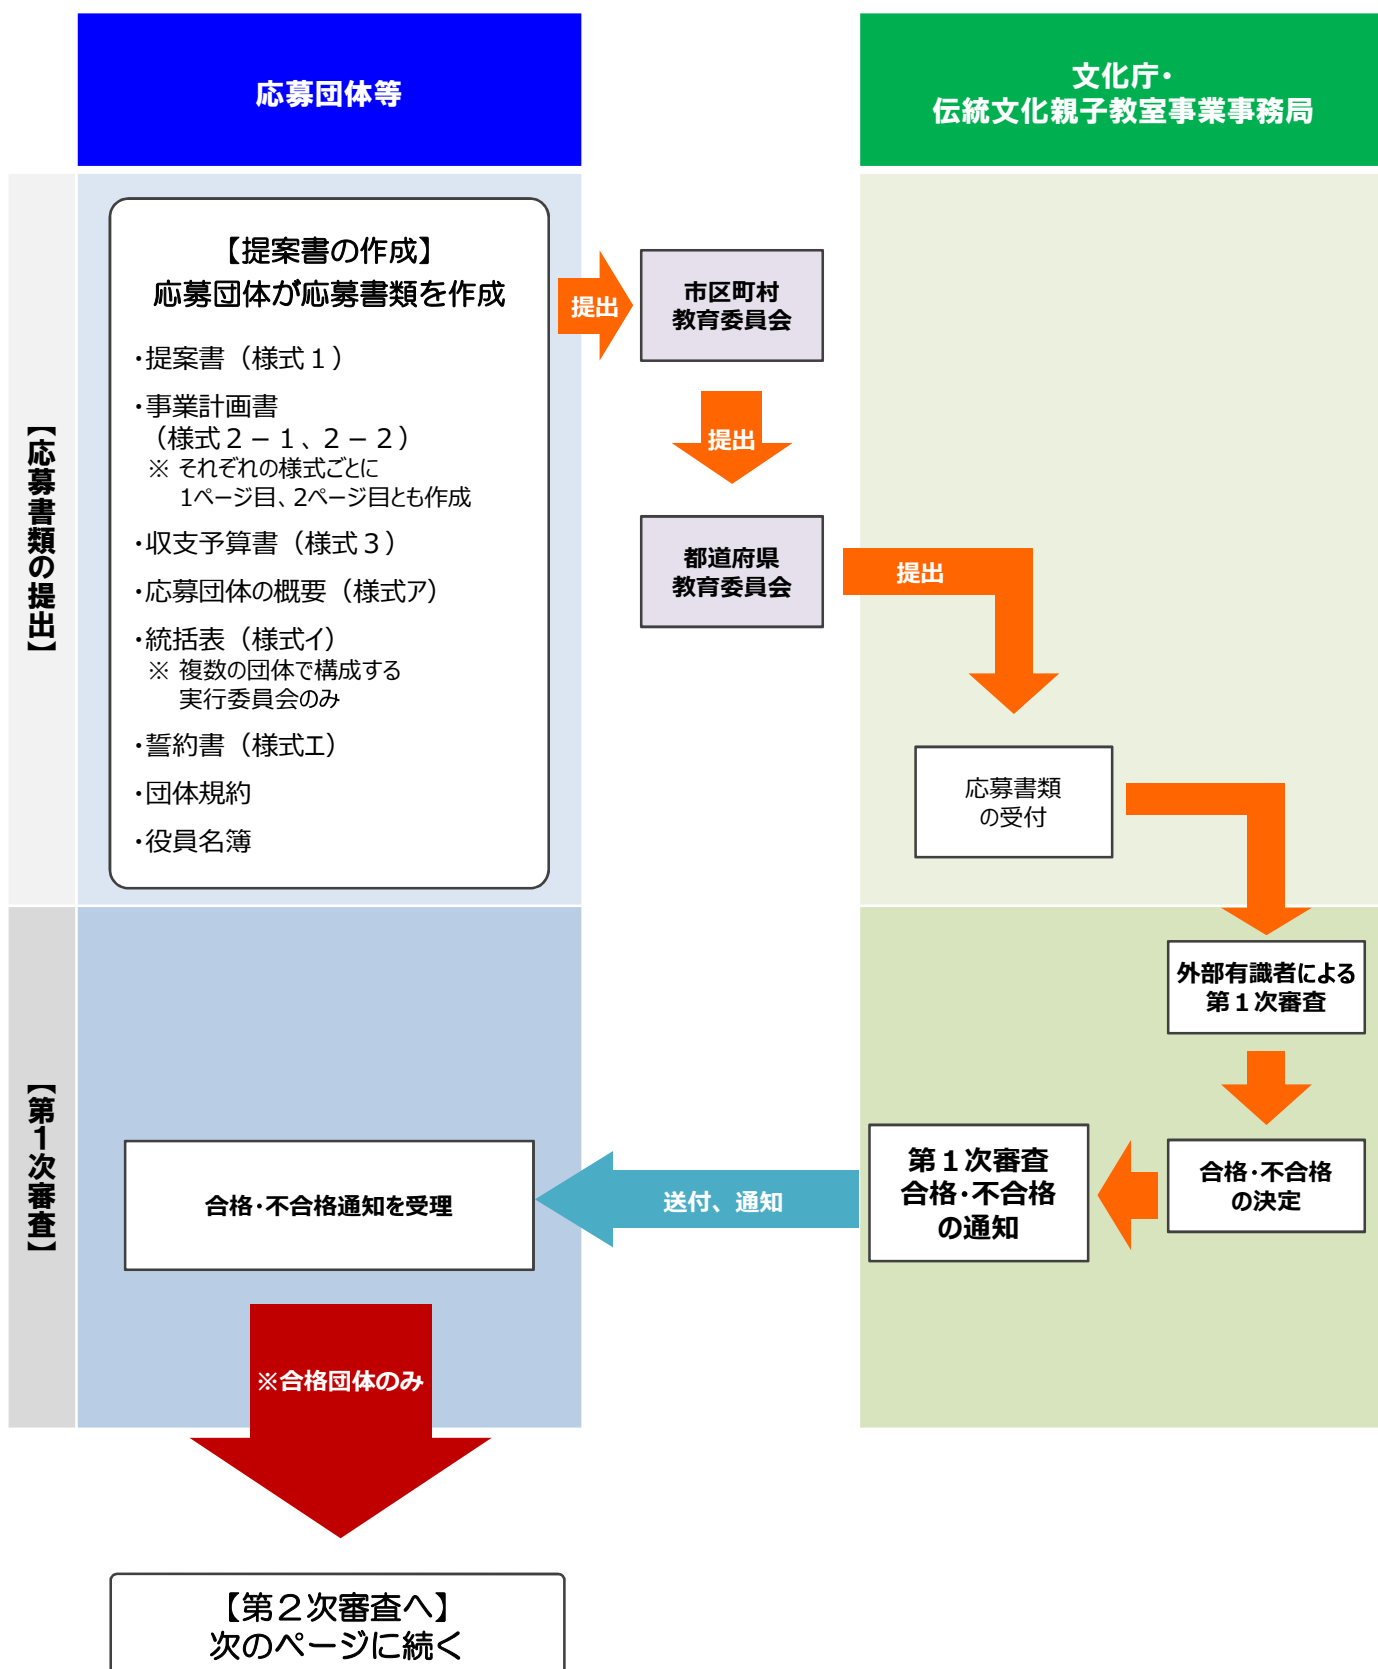 応募団体等
文化庁・
伝統文化親子教室事業事務局
【応募書類の提出】
【提案書の作成】
応募団体が応募書類を作成
・提案書（様式１）
・事業計画書
（様式２－１、２－２）
※ それぞれの様式ごとに
1ページ目、2ページ目とも作成
・収支予算書（様式３）
・応募団体の概要（様式ア）
・統括表（様式イ）
※ 複数の団体で構成する
実行委員会のみ
・誓約書（様式エ）
・団体規約
・役員名簿
提出
市区町村
教育委員会
提出
都道府県
教育委員会
提出
応募書類
の受付
【第１次審査】
外部有識者による
第１次審査
合格・不合格
の決定
第１次審査
合格・不合格
の通知
送付、通知
合格・不合格通知を受理
※合格団体のみ
【第２次審査へ】
次のページに続く